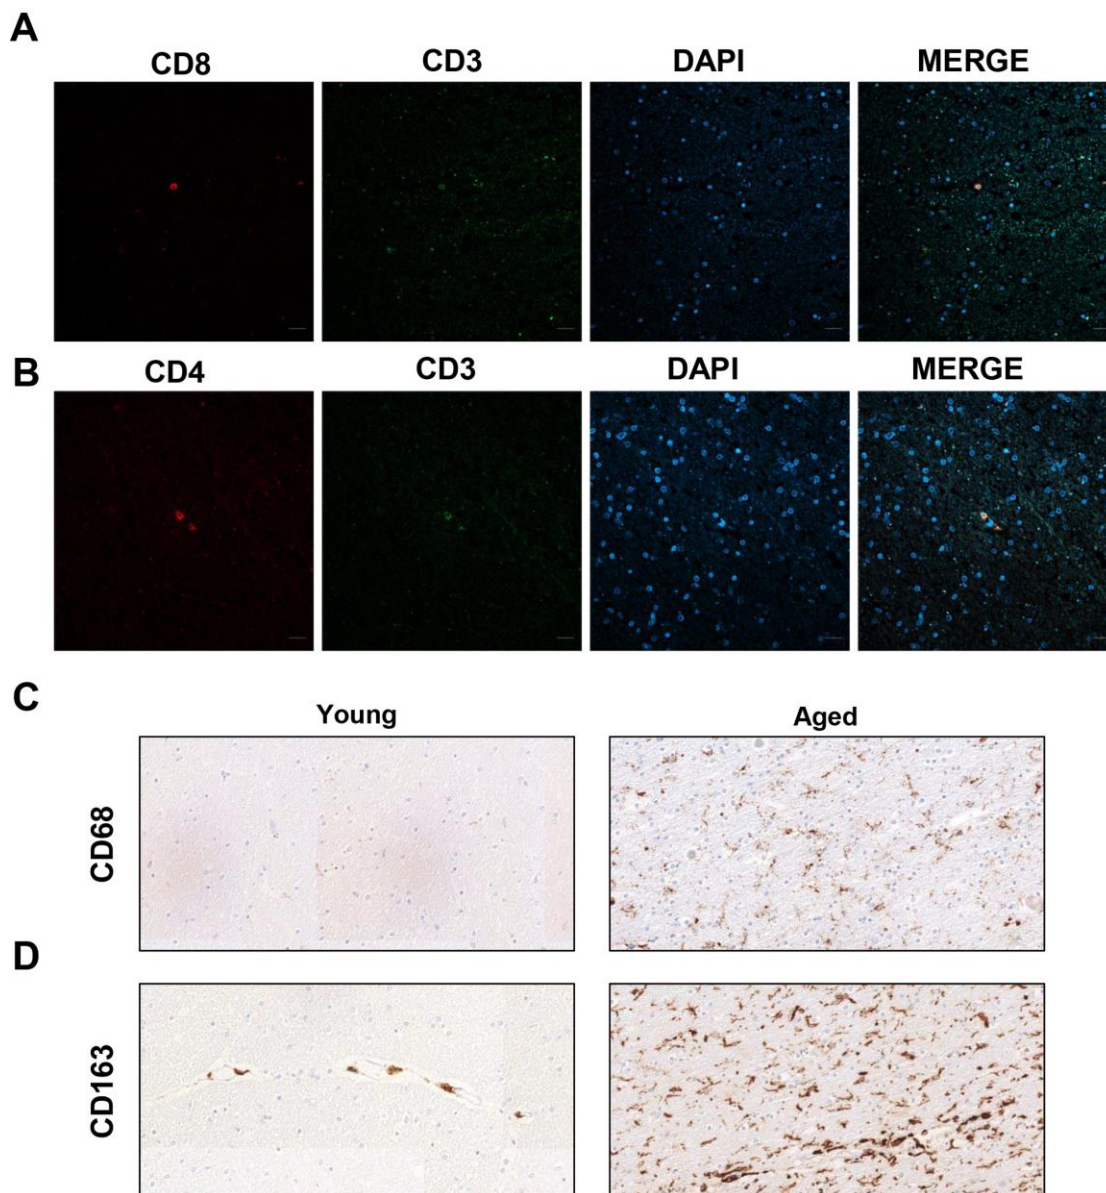 A
CD8 CD3 DAPI MERGE
B
CD4 CD3 DAPI MERGE
C
Young Aged
CD68
D
CD163